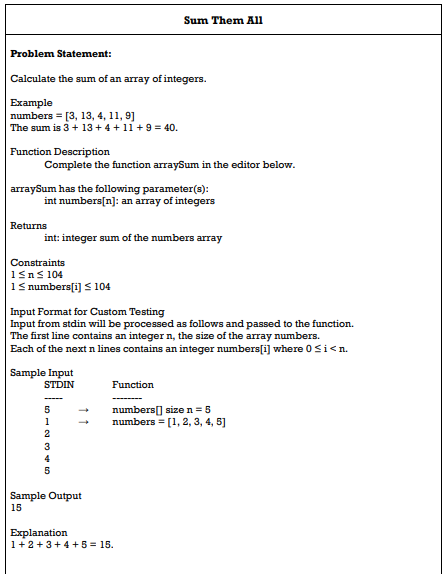 Sum Them All
Problem Statement:
Calculate the sum of an array of integers.
Example
numbers = [3, 13, 4, 11, 9]
The sum is 3 + 13 + 4 + 11 + 9 = 40.
Function Description
Complete the function arraySum in the editor below.
arraySum has the following parameter(s):
int numbers[n]: an array of integers
Returns
int: integer sum of the numbers array
Constraints
1 ≤ n ≤ 104
1 ≤ numbers[i] ≤ 104
Input Format for Custom Testing
Input from stdin will be processed as follows and passed to the function.
The first line contains an integer n, the size of the array numbers.
Each of the next n lines contains an integer numbers[i] where 0 ≤ i < n.
Sample Input
STDIN Function
----- --------
5 → numbers[] size n = 5
1 → numbers = [1, 2, 3, 4, 5]
2
3
4
5
Sample Output
15
Explanation
1 + 2 + 3 + 4 + 5 = 15.